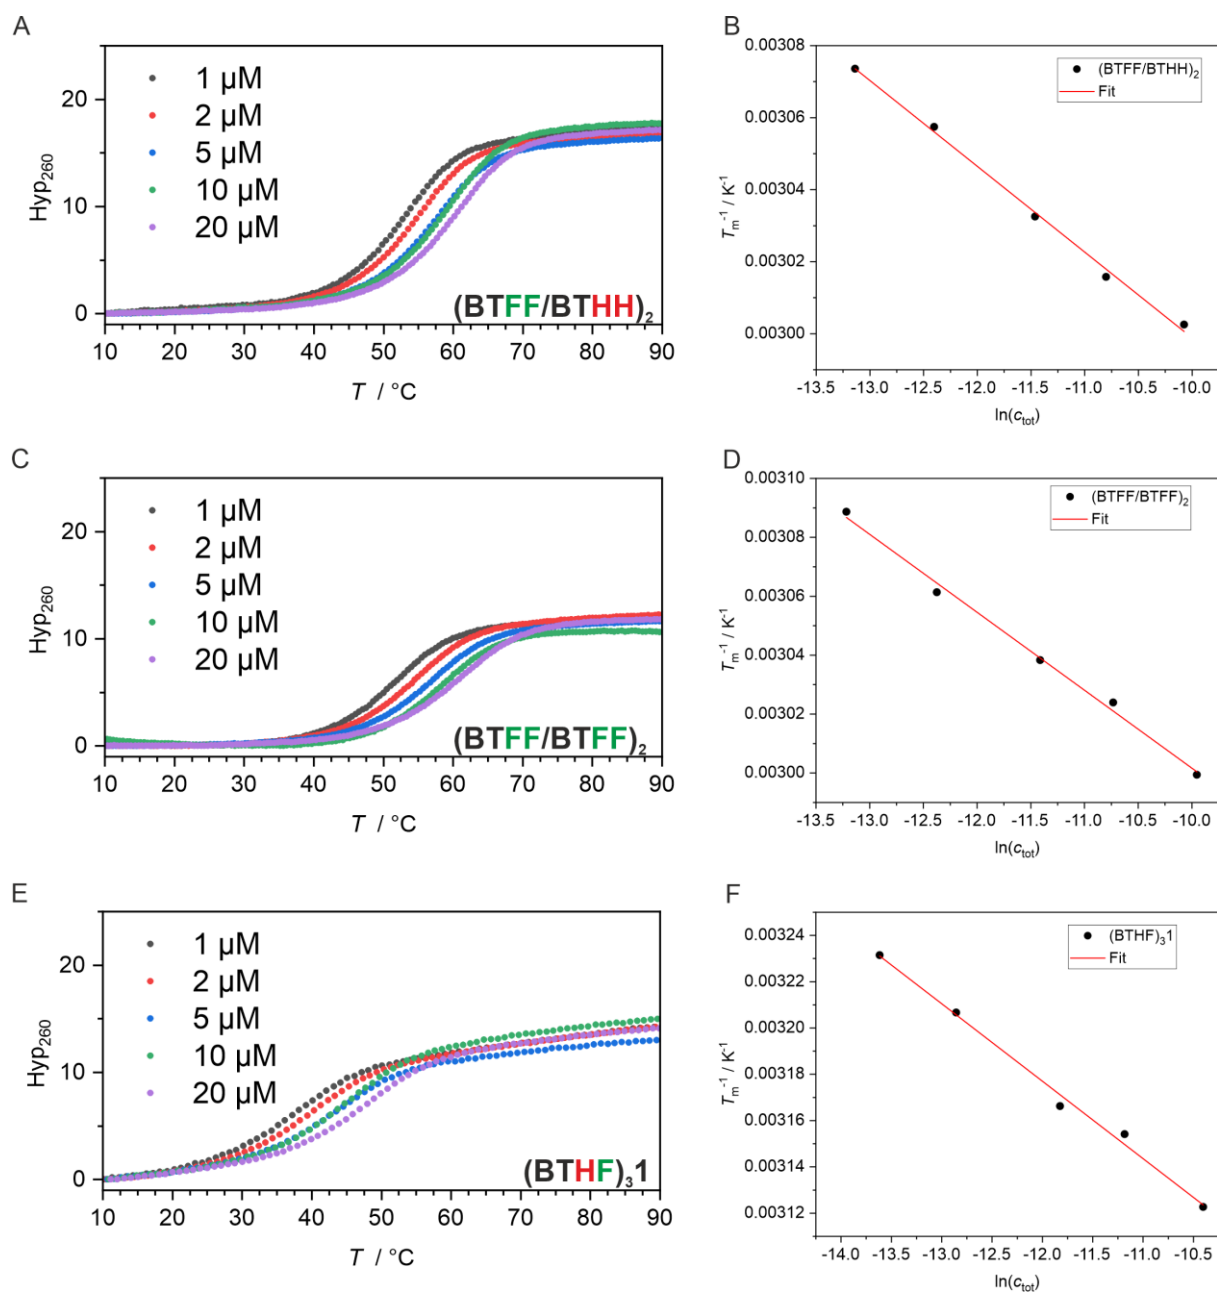 A
Hyp260
20
10
0
1 µM
2 µM
5 µM
10 µM
20 µM
(BTFF/BTHH)2
10 20 30 40 50 60 70 80 90
T / °C
B
Tm-1 / K-1
0.00308
0.00306
0.00304
0.00302
0.00300
(BTFF/BTHH)2
Fit
-13.5 -13.0 -12.5 -12.0 -11.5 -11.0 -10.5 -10.0
ln(ctot)
C
Hyp260
20
10
0
1 µM
2 µM
5 µM
10 µM
20 µM
(BTFF/BTFF)2
10 20 30 40 50 60 70 80 90
T / °C
D
Tm-1 / K-1
0.00310
0.00308
0.00306
0.00304
0.00302
0.00300
(BTFF/BTFF)2
Fit
-13.5 -13.0 -12.5 -12.0 -11.5 -11.0 -10.5 -10.0
ln(ctot)
E
Hyp260
20
10
0
1 µM
2 µM
5 µM
10 µM
20 µM
(BTHF)31
10 20 30 40 50 60 70 80 90
T / °C
F
Tm-1 / K-1
0.00324
0.00322
0.00320
0.00318
0.00316
0.00314
0.00312
(BTHF)31
Fit
-14.0 -13.5 -13.0 -12.5 -12.0 -11.5 -11.0 -10.5
ln(ctot)